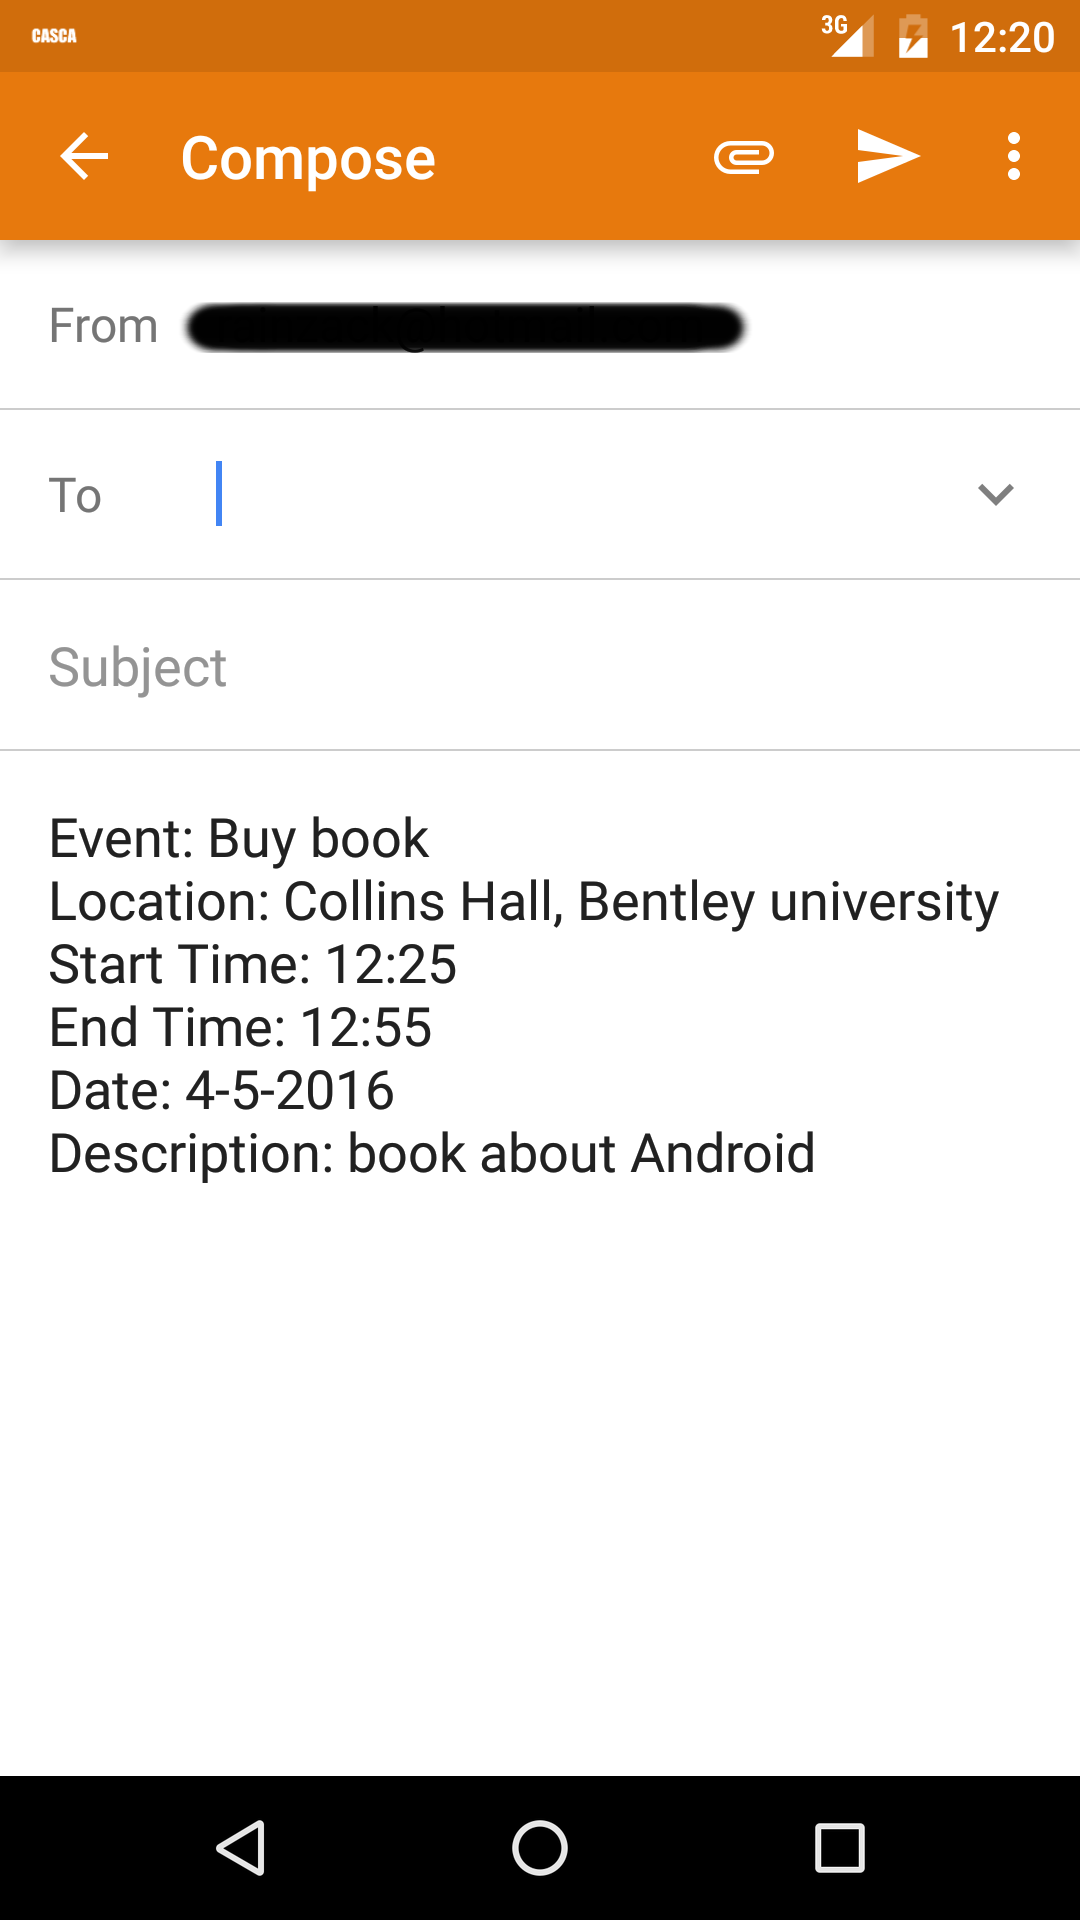 CASCA
3G
12:20
Compose
From
To
Subject
Event: Buy book
Location: Collins Hall, Bentley university
Start Time: 12:25
End Time: 12:55
Date: 4-5-2016
Description: book about Android